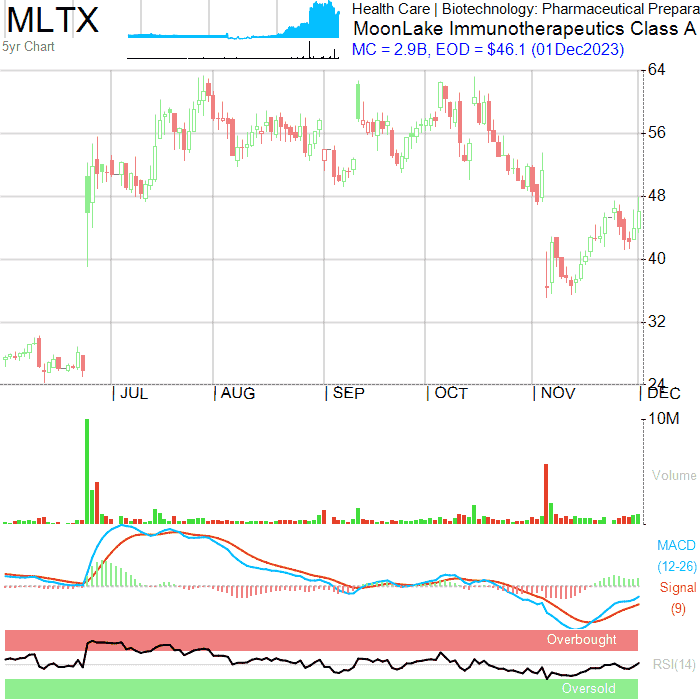 MLTX
5yr Chart
Health Care | Biotechnology: Pharmaceutical Prepara
MoonLake Immunotherapeutics Class A
MC = 2.9B, EOD = $46.1 (01Dec2023)
64
56
48
40
32
24
JUL
AUG
SEP
OCT
NOV
DEC
10M
Volume
MACD
(12-26)
Signal
(9)
Overbought
RSI(14)
Oversold